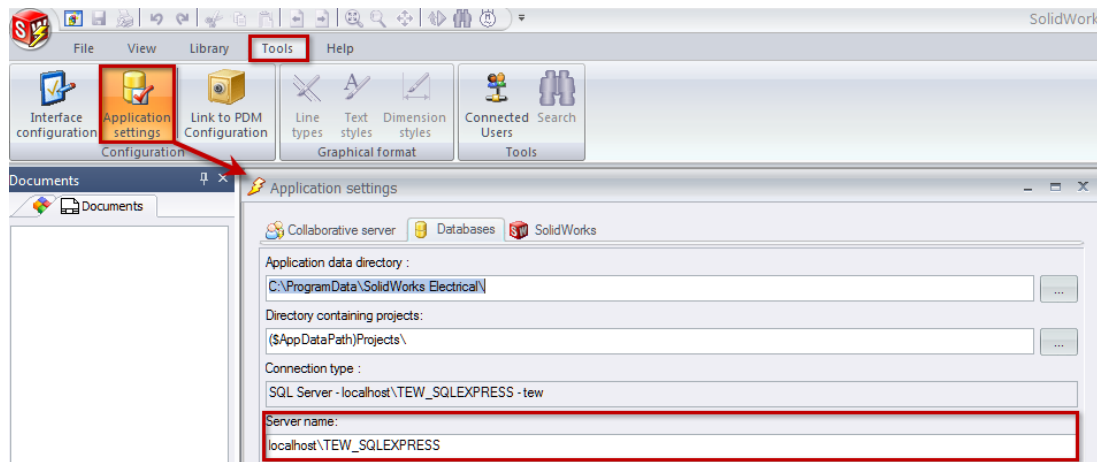 SolidWork
File View Library Tools Help
Interface configuration
Application settings
Link to PDM Configuration
Line types
Text styles
Dimension styles
Connected Users
Search
Configuration
Graphical format
Tools
Documents
Documents
Application settings
Collaborative server Databases SolidWorks
Application data directory :
C:\ProgramData\SolidWorks Electrical\
...
Directory containing projects:
($AppDataPath)Projects\
...
Connection type :
SQL Server - localhost\TEW_SQLEXPRESS - tew
Server name:
localhost\TEW_SQLEXPRESS